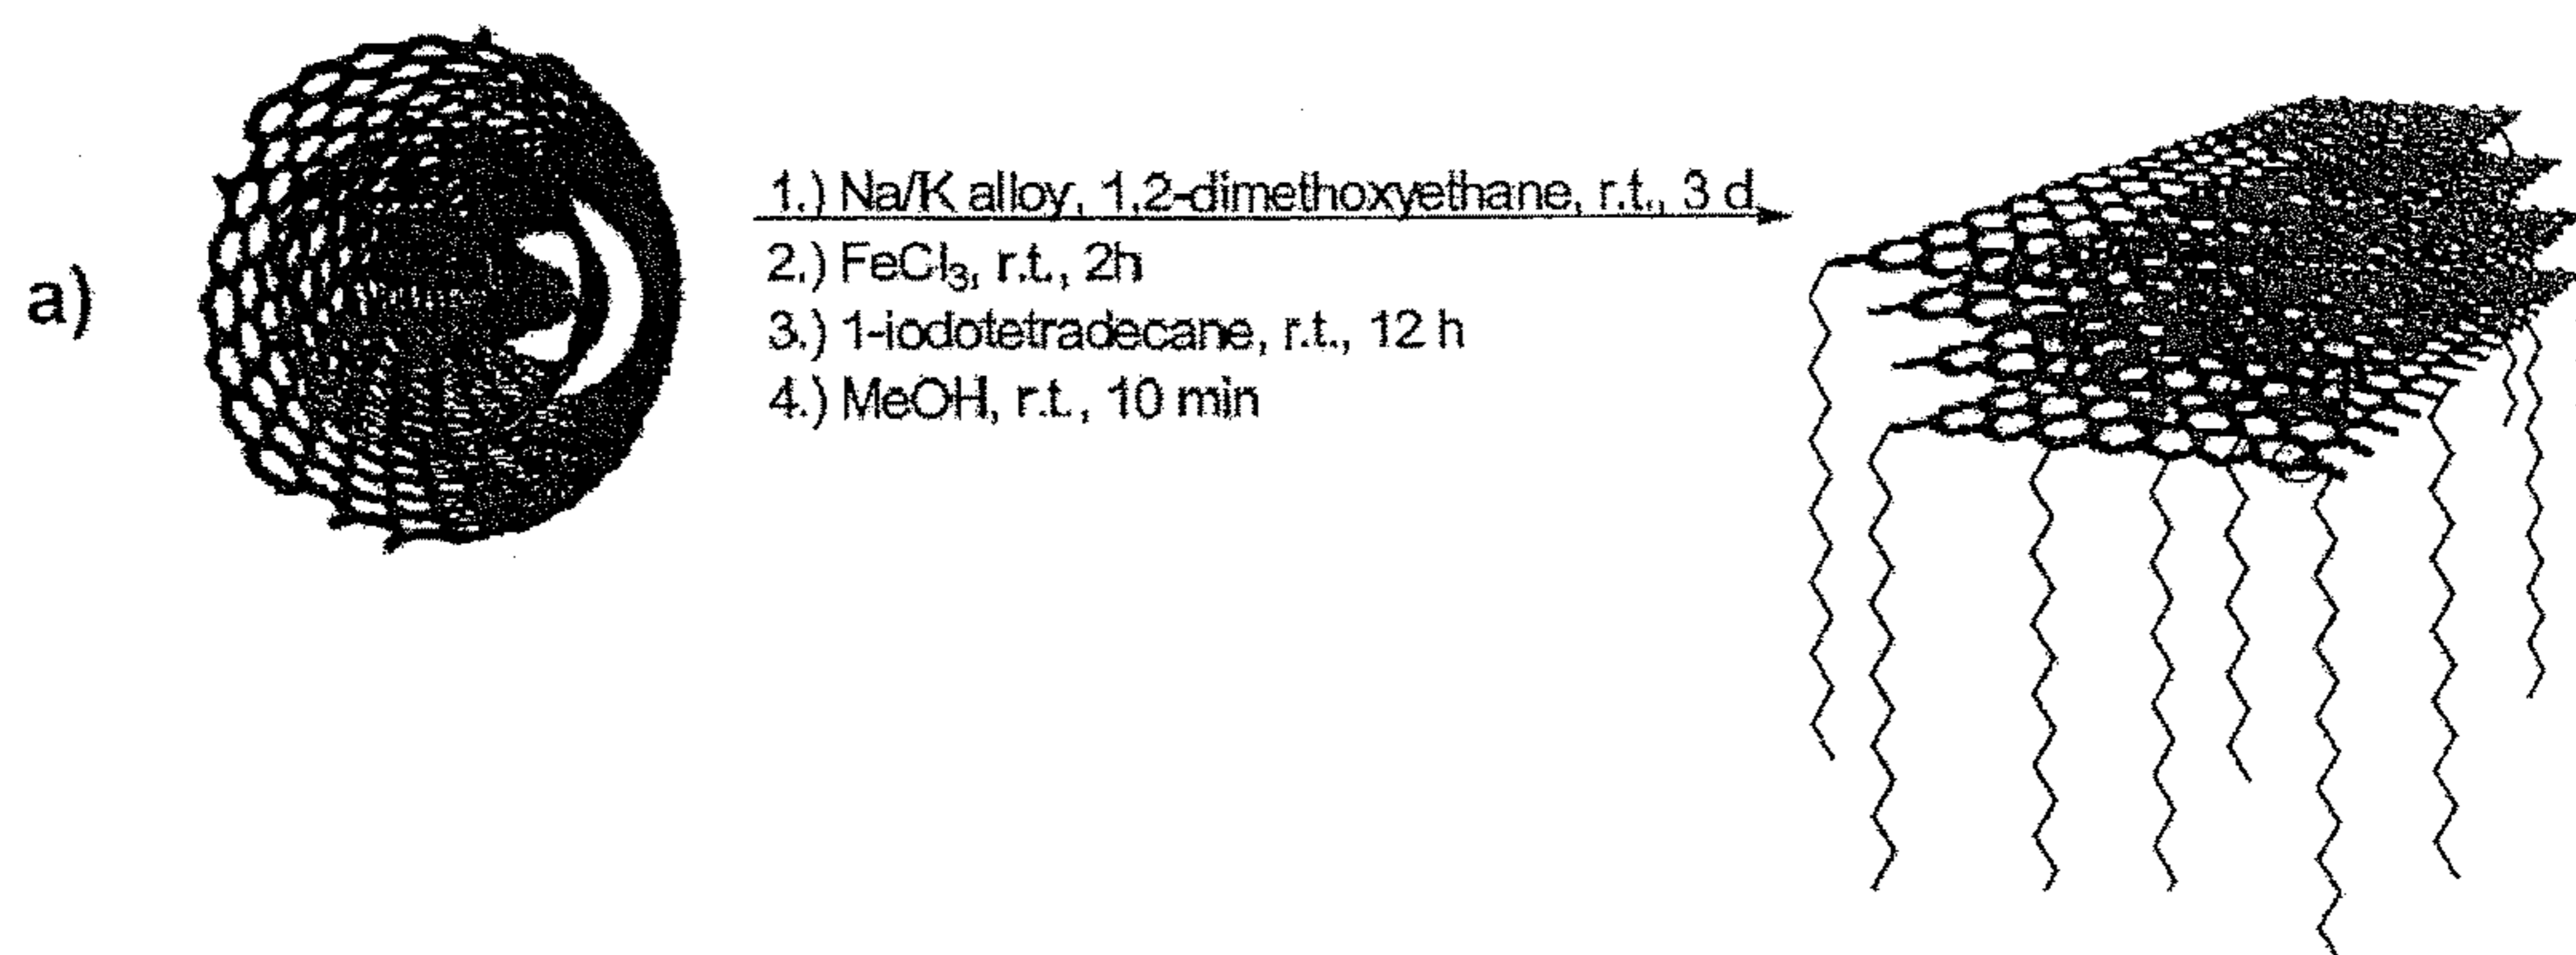 a)
1.) Na/K alloy, 1,2-dimethoxyethane, r.t., 3 d
2.) FeCl₃, r.t., 2h
3.) 1-iodotetradecane, r.t., 12 h
4.) MeOH, r.t., 10 min